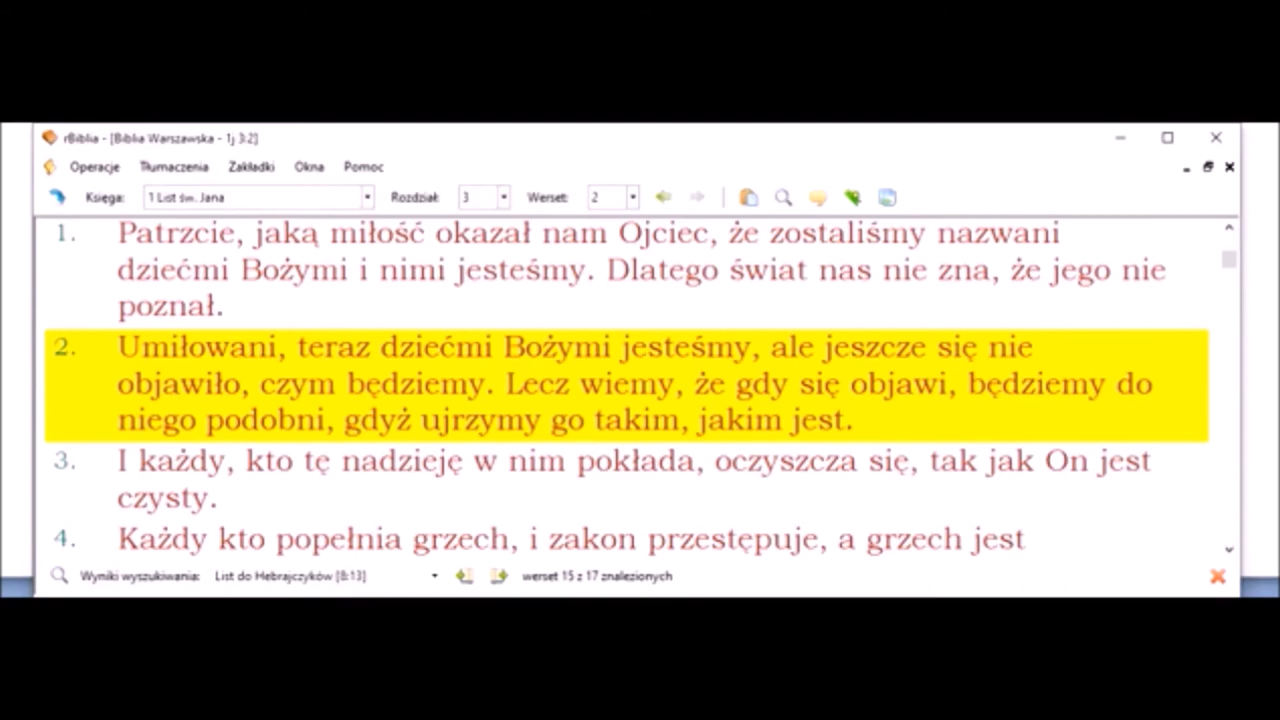 rBiblia - [Biblia Warszawska - 1j 3:2]
Operacje Tłumaczenia Zakładki Okna Pomoc
Księga: 1 List św. Jana Rozdział: 3 Werset: 2
1. Patrzcie, jaką miłość okazał nam Ojciec, że zostaliśmy nazwani
dziećmi Bożymi i nimi jesteśmy. Dlatego świat nas nie zna, że jego nie
poznał.
2. Umiłowani, teraz dziećmi Bożymi jesteśmy, ale jeszcze się nie
objawiło, czym będziemy. Lecz wiemy, że gdy się objawi, będziemy do
niego podobni, gdyż ujrzymy go takim, jakim jest.
3. I każdy, kto tę nadzieję w nim pokłada, oczyszcza się, tak jak On jest
czysty.
4. Każdy kto popełnia grzech, i zakon przestępuje, a grzech jest
Wyniki wyszukiwania: List do Hebrajczyków [8:13] werset 15 z 17 znalezionych